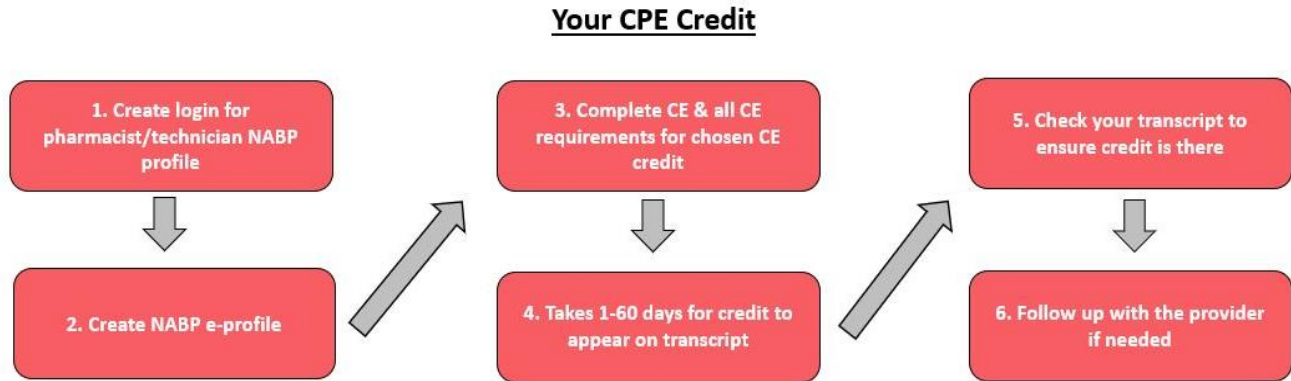 Your CPE Credit
1. Create login for
pharmacist/technician NABP
profile
2. Create NABP e-profile
3. Complete CE & all CE
requirements for chosen CE
credit
4. Takes 1-60 days for credit to
appear on transcript
5. Check your transcript to
ensure credit is there
6. Follow up with the provider
if needed